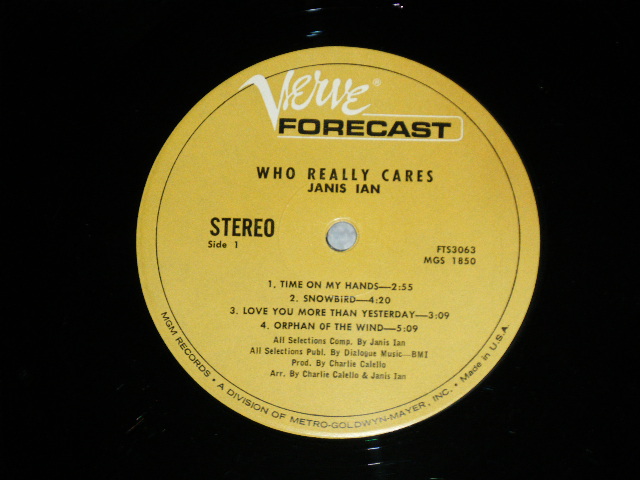 Verve®
FORECAST
WHO REALLY CARES
JANIS IAN
STEREO
Side 1
FTS3063
MGS 1850
1. TIME ON MY HANDS—2:55
2. SNOWBIRD—4:20
3. LOVE YOU MORE THAN YESTERDAY—3:09
4. ORPHAN OF THE WIND—5:09
All Selections Comp. By Janis Ian
All Selections Publ. By Dialogue Music—BMI
Prod. By Charlie Calello
Arr. By Charlie Calello & Janis Ian
MGM RECORDS • A DIVISION OF METRO-GOLDWYN-MAYER, INC. • Made in U.S.A.